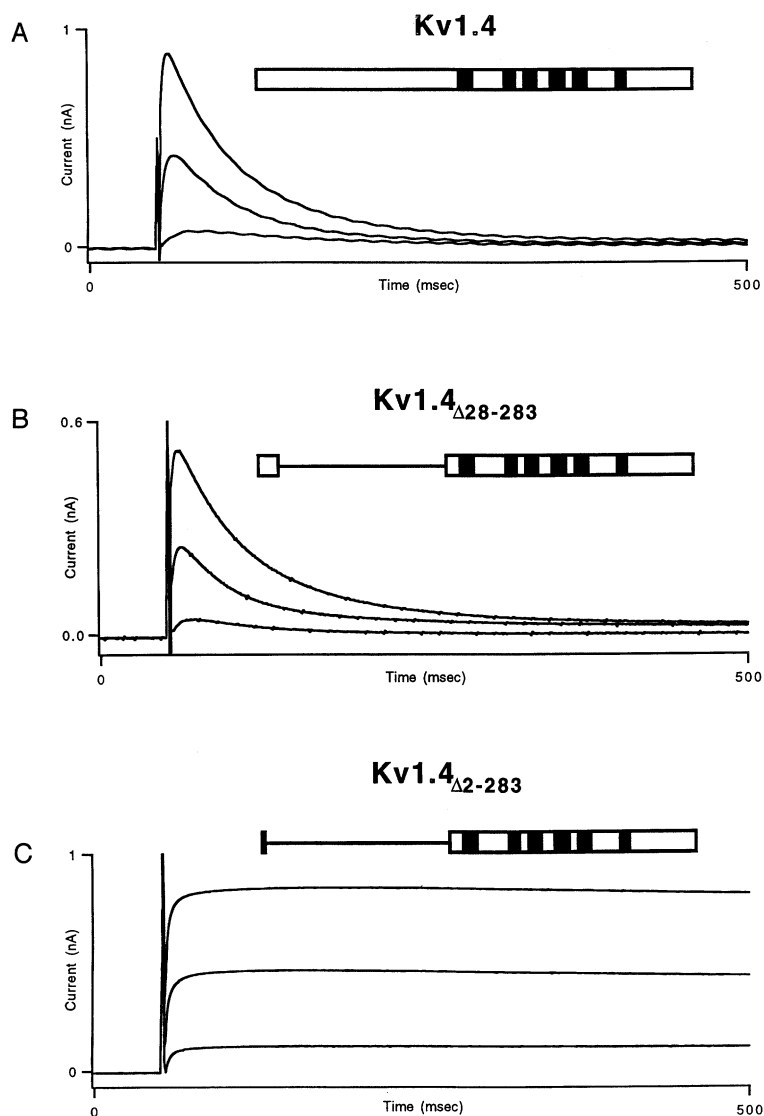 A
Kv1.4
1
Current (nA)
0
0
Time (msec)
500
B
Kv1.4Δ28-283
0.6
Current (nA)
0.0
0
Time (msec)
500
C
Kv1.4Δ2-283
1
Current (nA)
0
0
Time (msec)
500